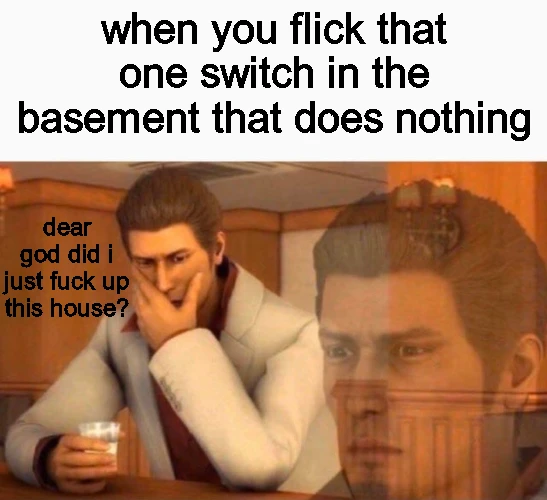 when you flick that
one switch in the
basement that does nothing
dear
god did i
just fuck up
this house?